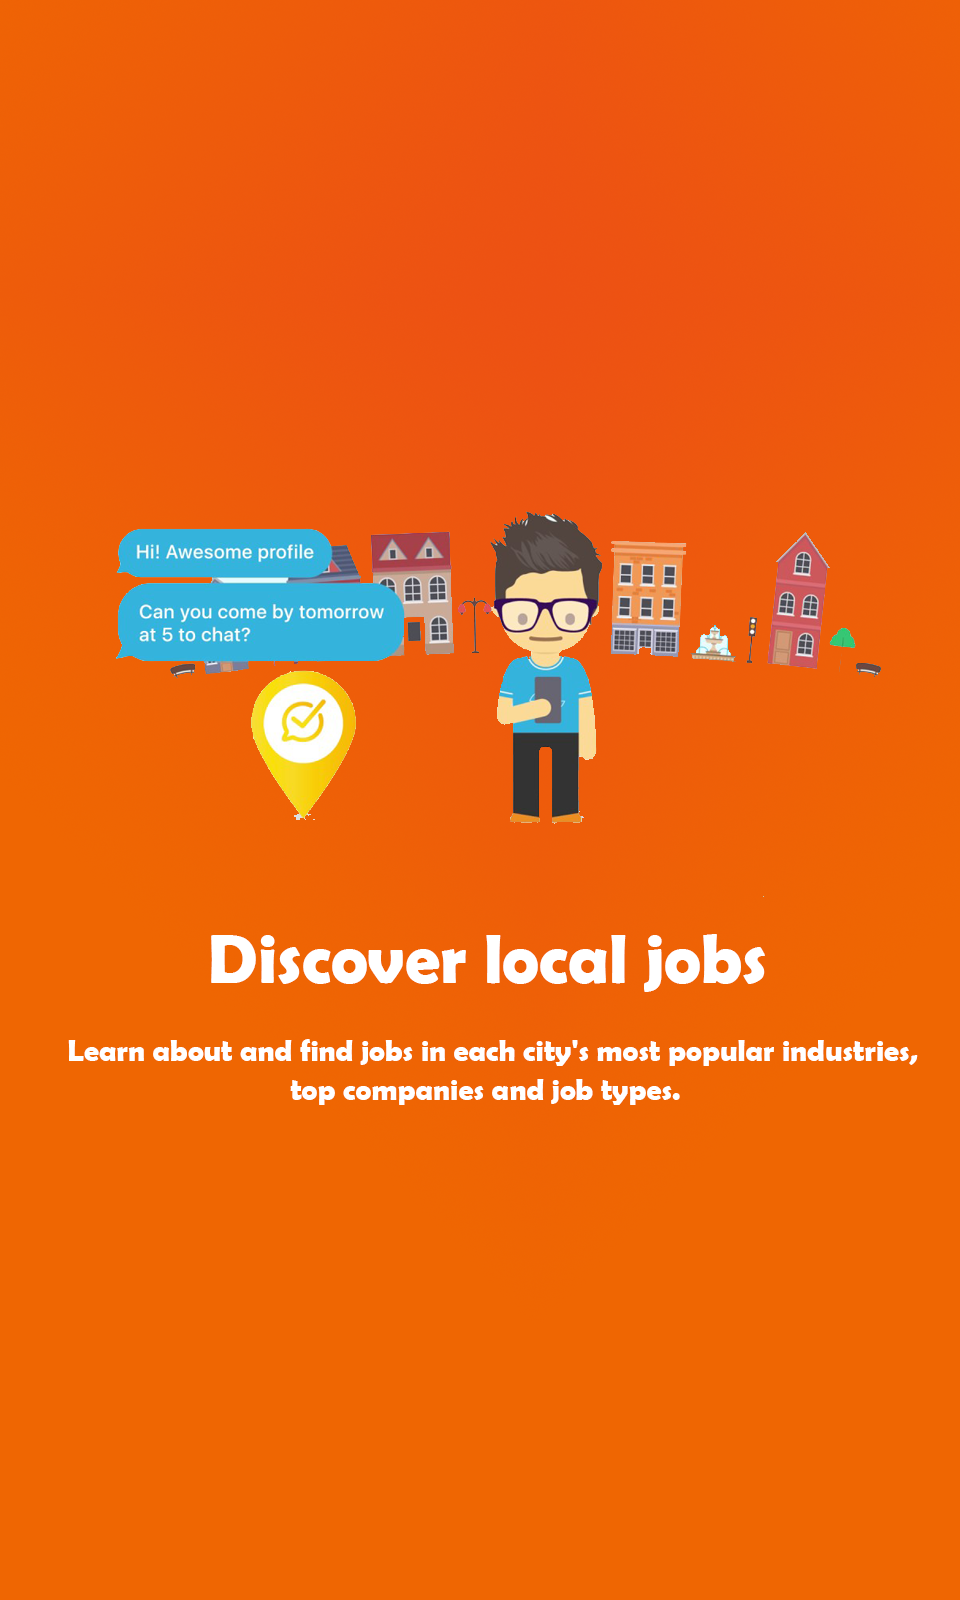 Hi! Awesome profile
Can you come by tomorrow
at 5 to chat?
Discover local jobs
Learn about and find jobs in each city's most popular industries,
top companies and job types.